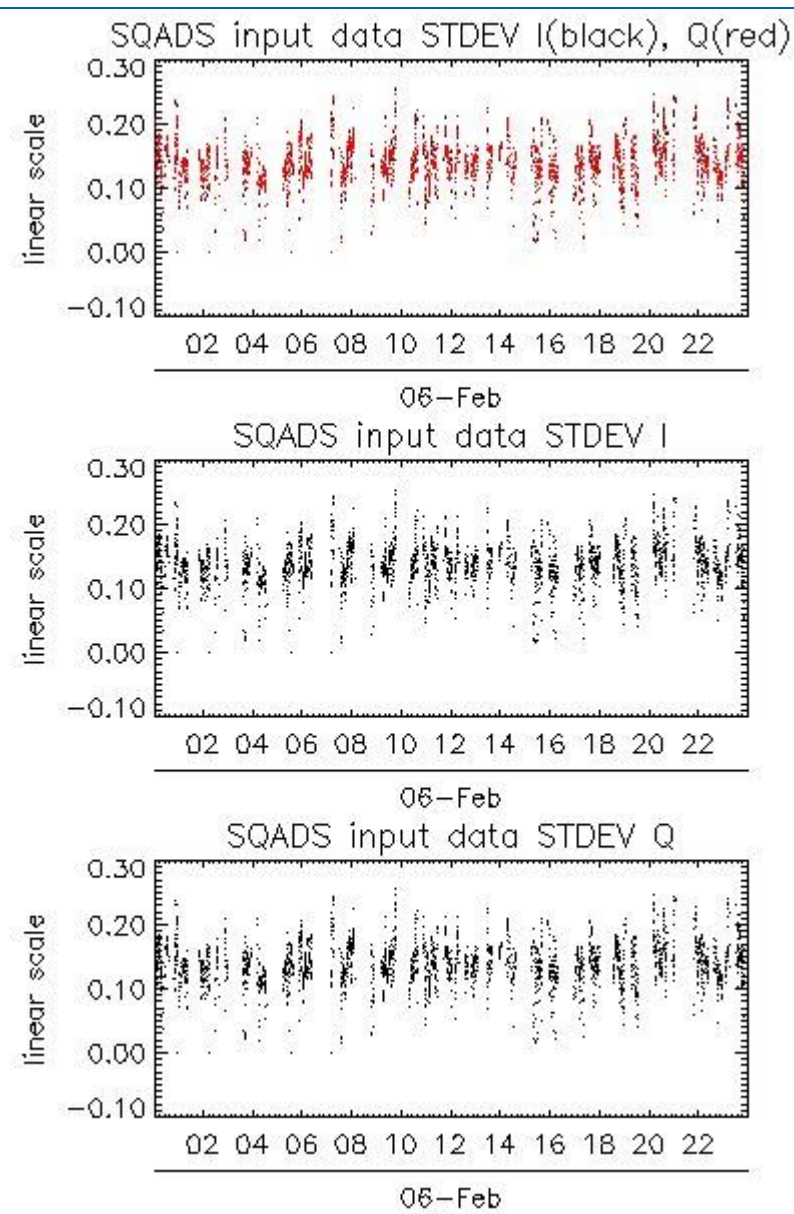 SQADS input data STDEV I(black), Q(red)
0.30
0.20
0.10
0.00
-0.10
linear scale
02 04 06 08 10 12 14 16 18 20 22
06-Feb
SQADS input data STDEV I
0.30
0.20
0.10
0.00
-0.10
linear scale
02 04 06 08 10 12 14 16 18 20 22
06-Feb
SQADS input data STDEV Q
0.30
0.20
0.10
0.00
-0.10
linear scale
02 04 06 08 10 12 14 16 18 20 22
06-Feb